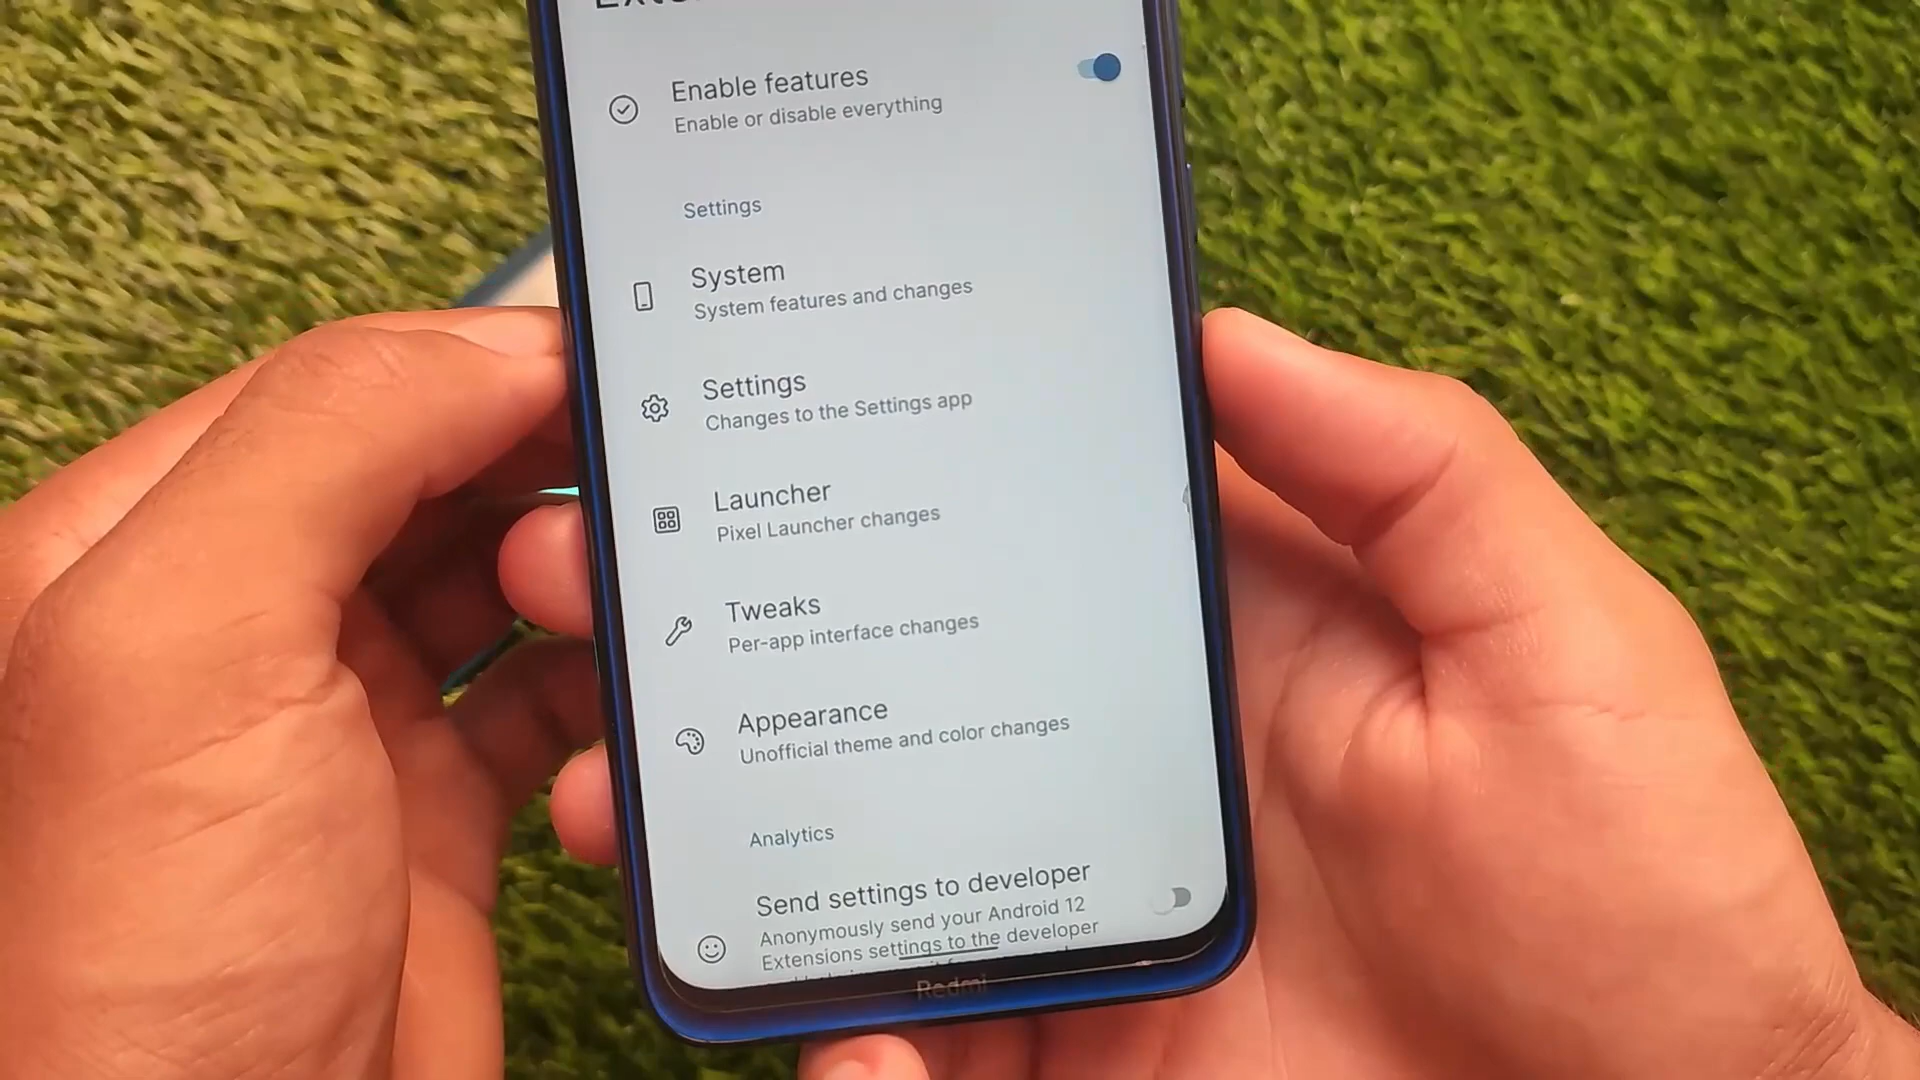 Enable features
Enable or disable everything
Settings
System
System features and changes
Settings
Changes to the Settings app
Launcher
Pixel Launcher changes
Tweaks
Per-app interface changes
Appearance
Unofficial theme and color changes
Analytics
Send settings to developer
Anonymously send your Android 12
Extensions settings to the developer
Redmi